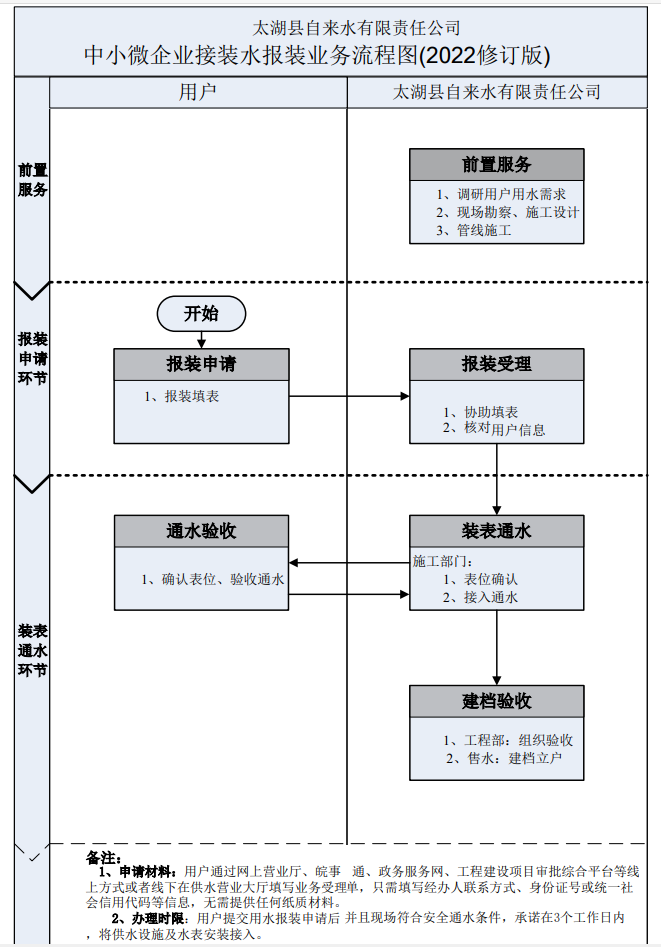 太湖县自来水有限责任公司
中小微企业接装水报装业务流程图(2022修订版)
用户
太湖县自来水有限责任公司
前置
服务
前置服务
1、调研用户用水需求
2、现场勘察、施工设计
3、管线施工
报装
申请
环节
开始
报装申请
1、报装填表
报装受理
1、协助填表
2、核对用户信息
装表
通水
环节
通水验收
1、确认表位、验收通水
装表通水
施工部门：
1、表位确认
2、接入通水
建档验收
1、工程部：组织验收
2、售水：建档立户
备注：
1、申请材料：用户通过网上营业厅、皖事 通、政务服务网、工程建设项目审批综合平台等线
上方式或者线下在供水营业大厅填写业务受理单，只需填写经办人联系方式、身份证号或统一社
会信用代码等信息，无需提供任何纸质材料。
2、办理时限：用户提交用水报装申请后 并且现场符合安全通水条件，承诺在3个工作日内
，将供水设施及水表安装接入。